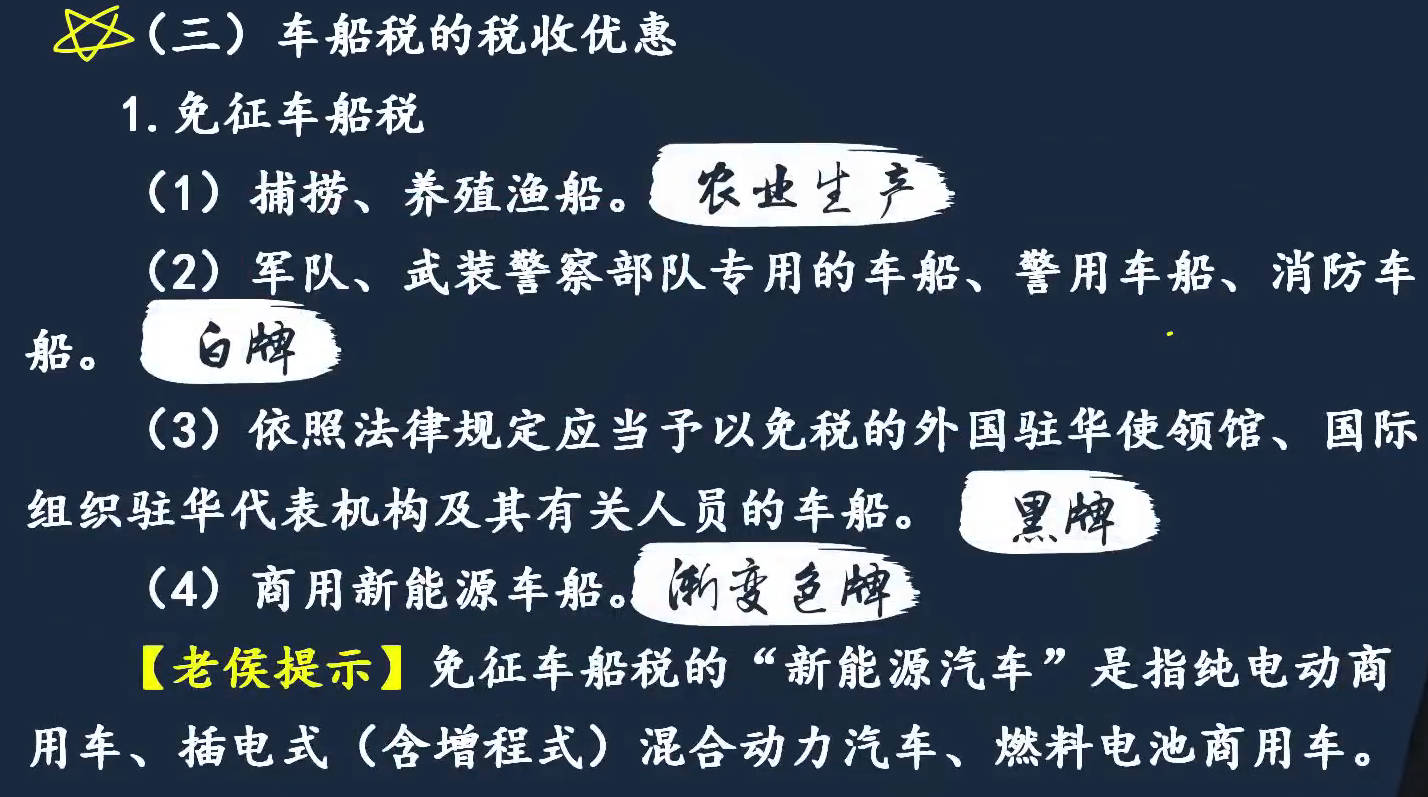 （三）车船税的税收优惠
1.免征车船税
（1）捕捞、养殖渔船。 农业生产
（2）军队、武装警察部队专用的车船、警用车船、消防车
船。 白牌
（3）依照法律规定应当予以免税的外国驻华使领馆、国际
组织驻华代表机构及其有关人员的车船。 黑牌
（4）商用新能源车船。 渐变色牌
【老侯提示】免征车船税的“新能源汽车”是指纯电动商
用车、插电式（含增程式）混合动力汽车、燃料电池商用车。